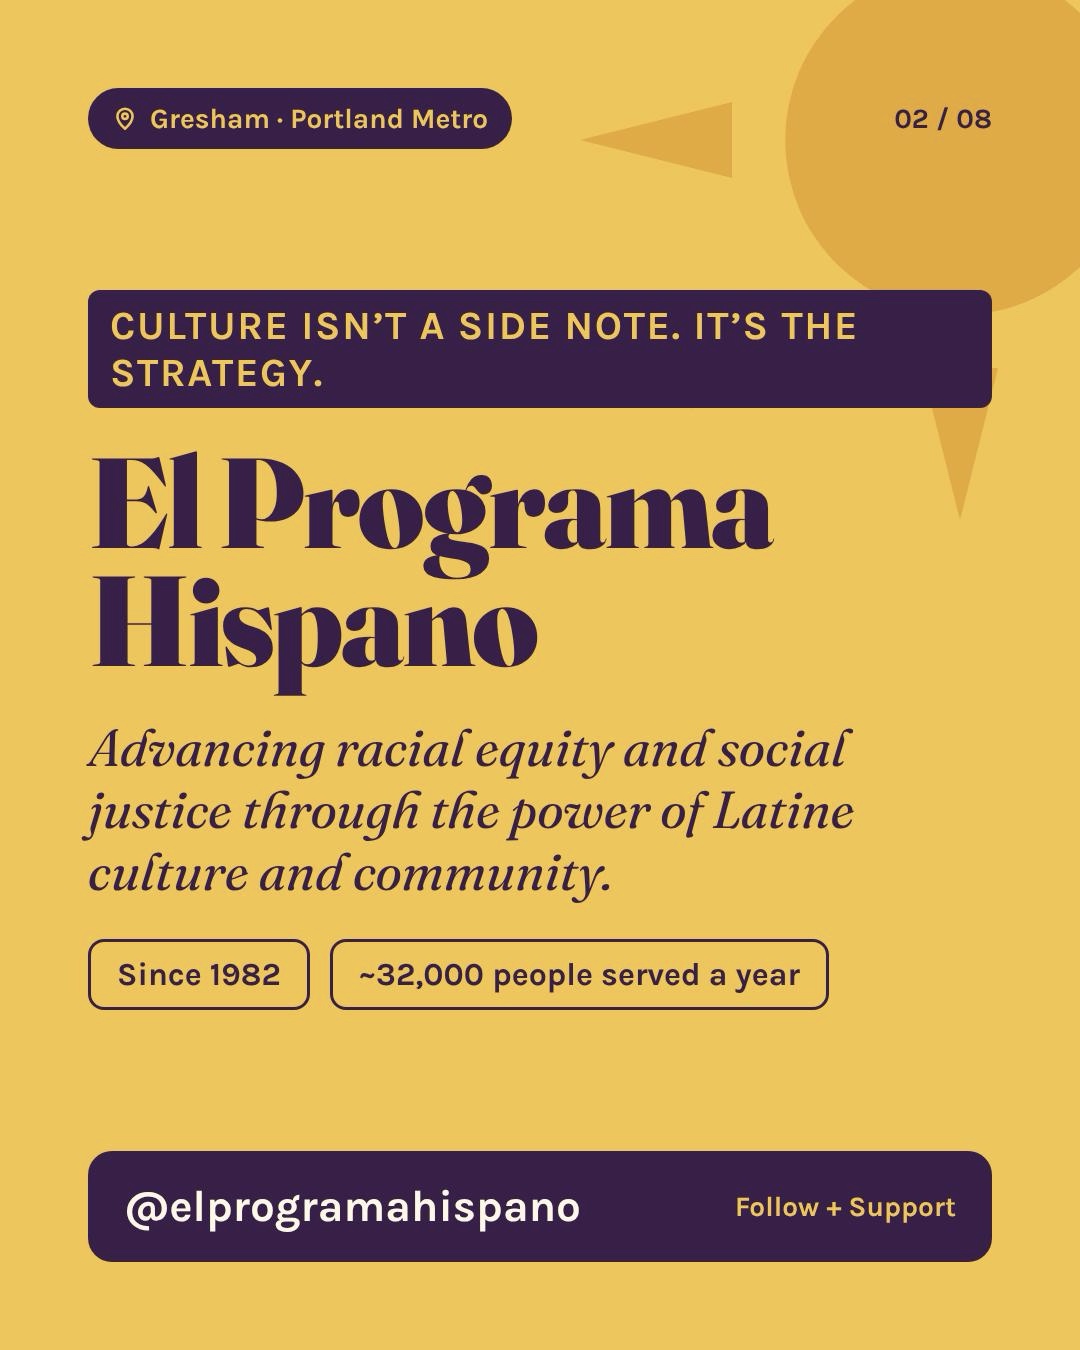 Gresham · Portland Metro
02 / 08
CULTURE ISN’T A SIDE NOTE. IT’S THE
STRATEGY.
El Programa
Hispano
Advancing racial equity and social
justice through the power of Latine
culture and community.
Since 1982
~32,000 people served a year
@elprogramahispano
Follow + Support